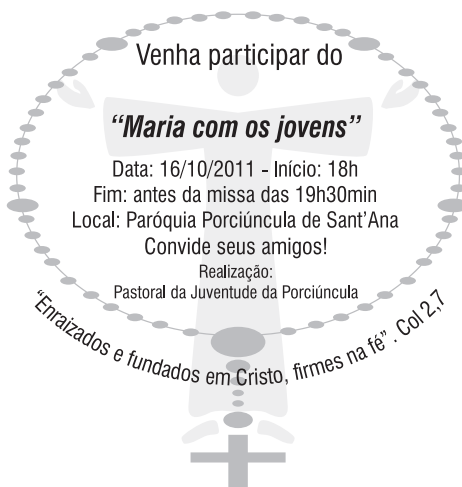 Venha participar do
“Maria com os jovens”
Data: 16/10/2011 - Início: 18h
Fim: antes da missa das 19h30min
Local: Paróquia Porciúncula de Sant’Ana
Convide seus amigos!
Realização:
Pastoral da Juventude da Porciúncula
“Enraizados e fundados em Cristo, firmes na fé”. Col 2,7